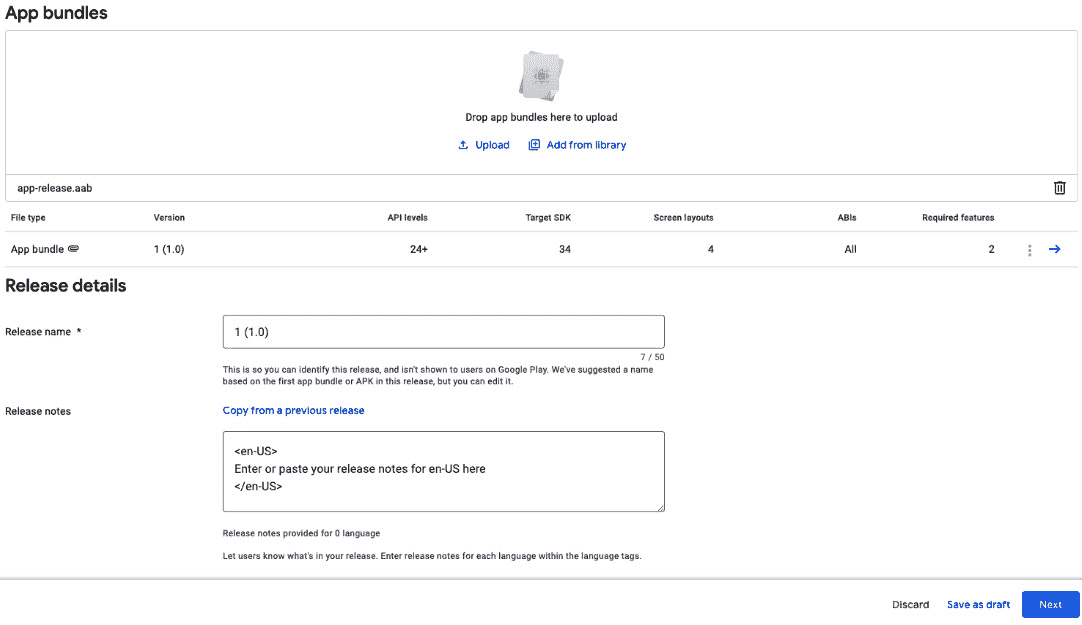 App bundles
Drop app bundles here to upload
Upload Add from library
app-release.aab
File type Version API levels Target SDK Screen layouts ABIs Required features
App bundle 1 (1.0) 24+ 34 4 All 2
Release details
Release name *
1 (1.0)
7 / 50
This is so you can identify this release, and isn't shown to users on Google Play. We've suggested a name
based on the first app bundle or APK in this release, but you can edit it.
Release notes
Copy from a previous release
<en-US>
Enter or paste your release notes for en-US here
</en-US>
Release notes provided for 0 language
Let users know what's in your release. Enter release notes for each language within the language tags.
Discard Save as draft Next